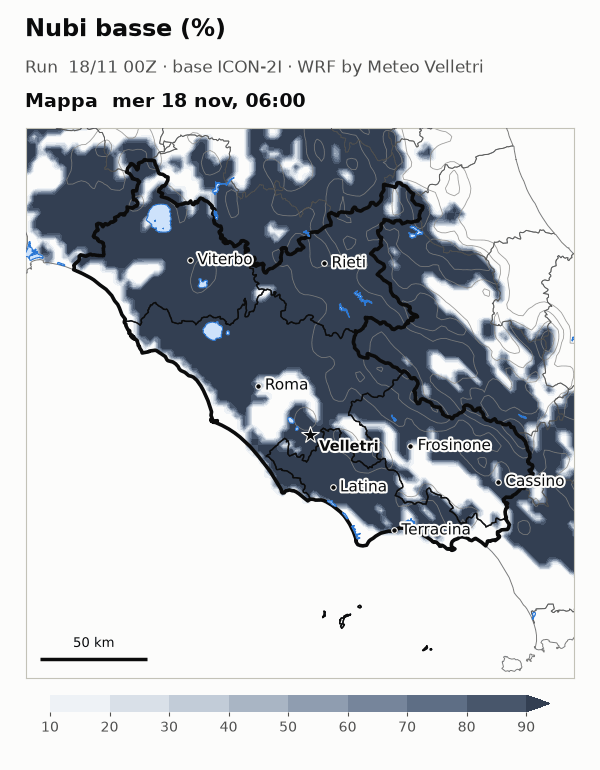 Nubi basse (%)
Run  18/11 00Z · base ICON-2I · WRF by Meteo Velletri
Mappa  mer 18 nov, 06:00
Viterbo
Rieti
Roma
Velletri
Frosinone
Cassino
Latina
Terracina
50 km
10 20 30 40 50 60 70 80 90